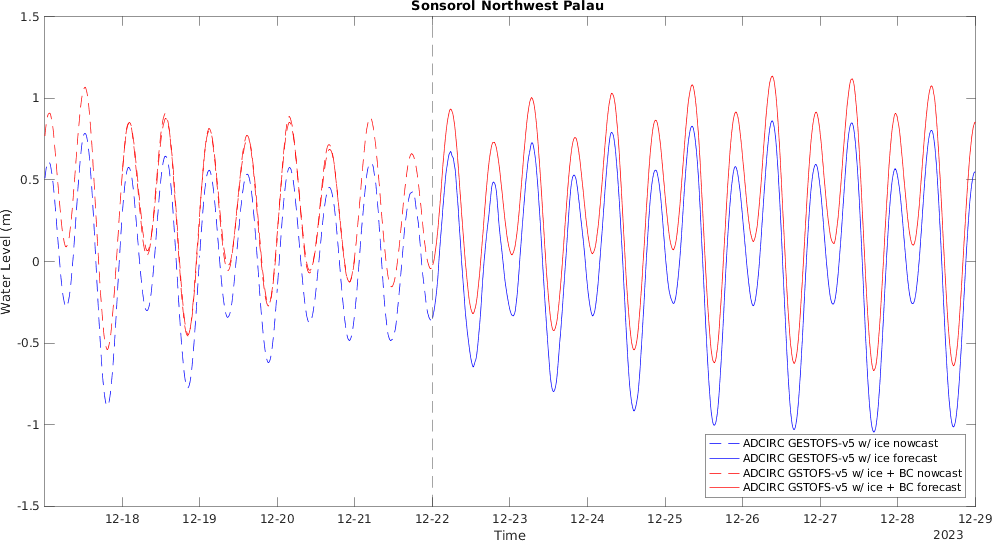 Sonsorol Northwest Palau
1.5
1
0.5
0
-0.5
-1
-1.5
Water Level (m)
ADCIRC GESTOFS-v5 w/ ice nowcast
ADCIRC GESTOFS-v5 w/ ice forecast
ADCIRC GSTOFS-v5 w/ ice + BC nowcast
ADCIRC GSTOFS-v5 w/ ice + BC forecast
12-18 12-19 12-20 12-21 12-22 12-23 12-24 12-25 12-26 12-27 12-28 12-29
Time
2023